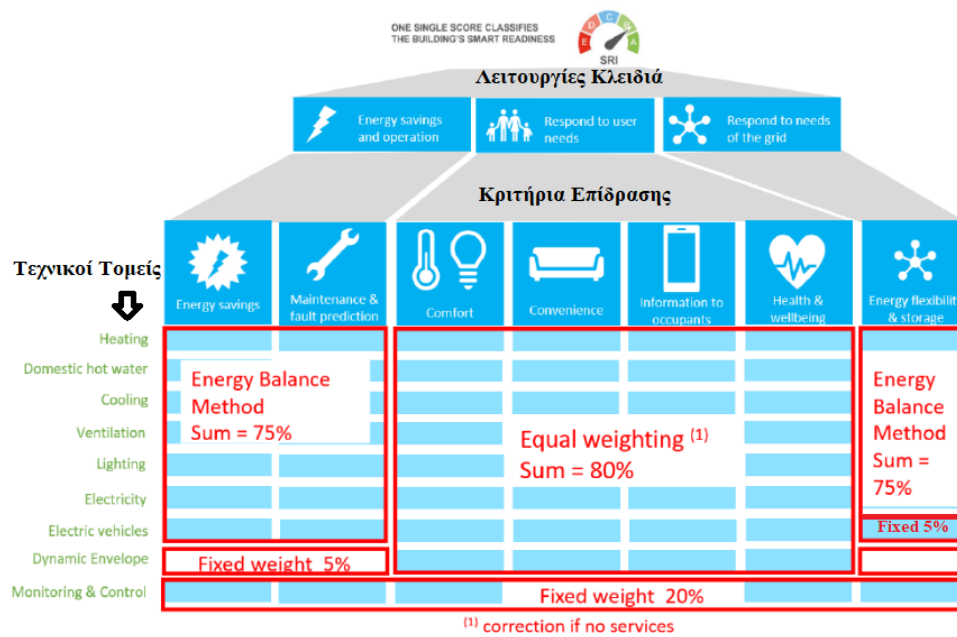 ONE SINGLE SCORE CLASSIFIES
THE BUILDING'S SMART READINESS
E D C B A
SRI
Λειτουργίες Κλειδιά
Energy savings
and operation
Respond to user
needs
Respond to needs
of the grid
Κριτήρια Επίδρασης
Τεχνικοί Τομείς
Energy savings
Maintenance &
fault prediction
Comfort
Convenience
Information to
occupants
Health &
wellbeing
Energy flexibilit
& storage
Heating
Domestic hot water
Cooling
Ventilation
Lighting
Electricity
Electric vehicles
Dynamic Envelope
Monitoring & Control
Energy Balance
Method
Sum = 75%
Equal weighting (1)
Sum = 80%
Energy
Balance
Method
Sum =
75%
Fixed 5%
Fixed weight 5%
Fixed weight 20%
(1) correction if no services